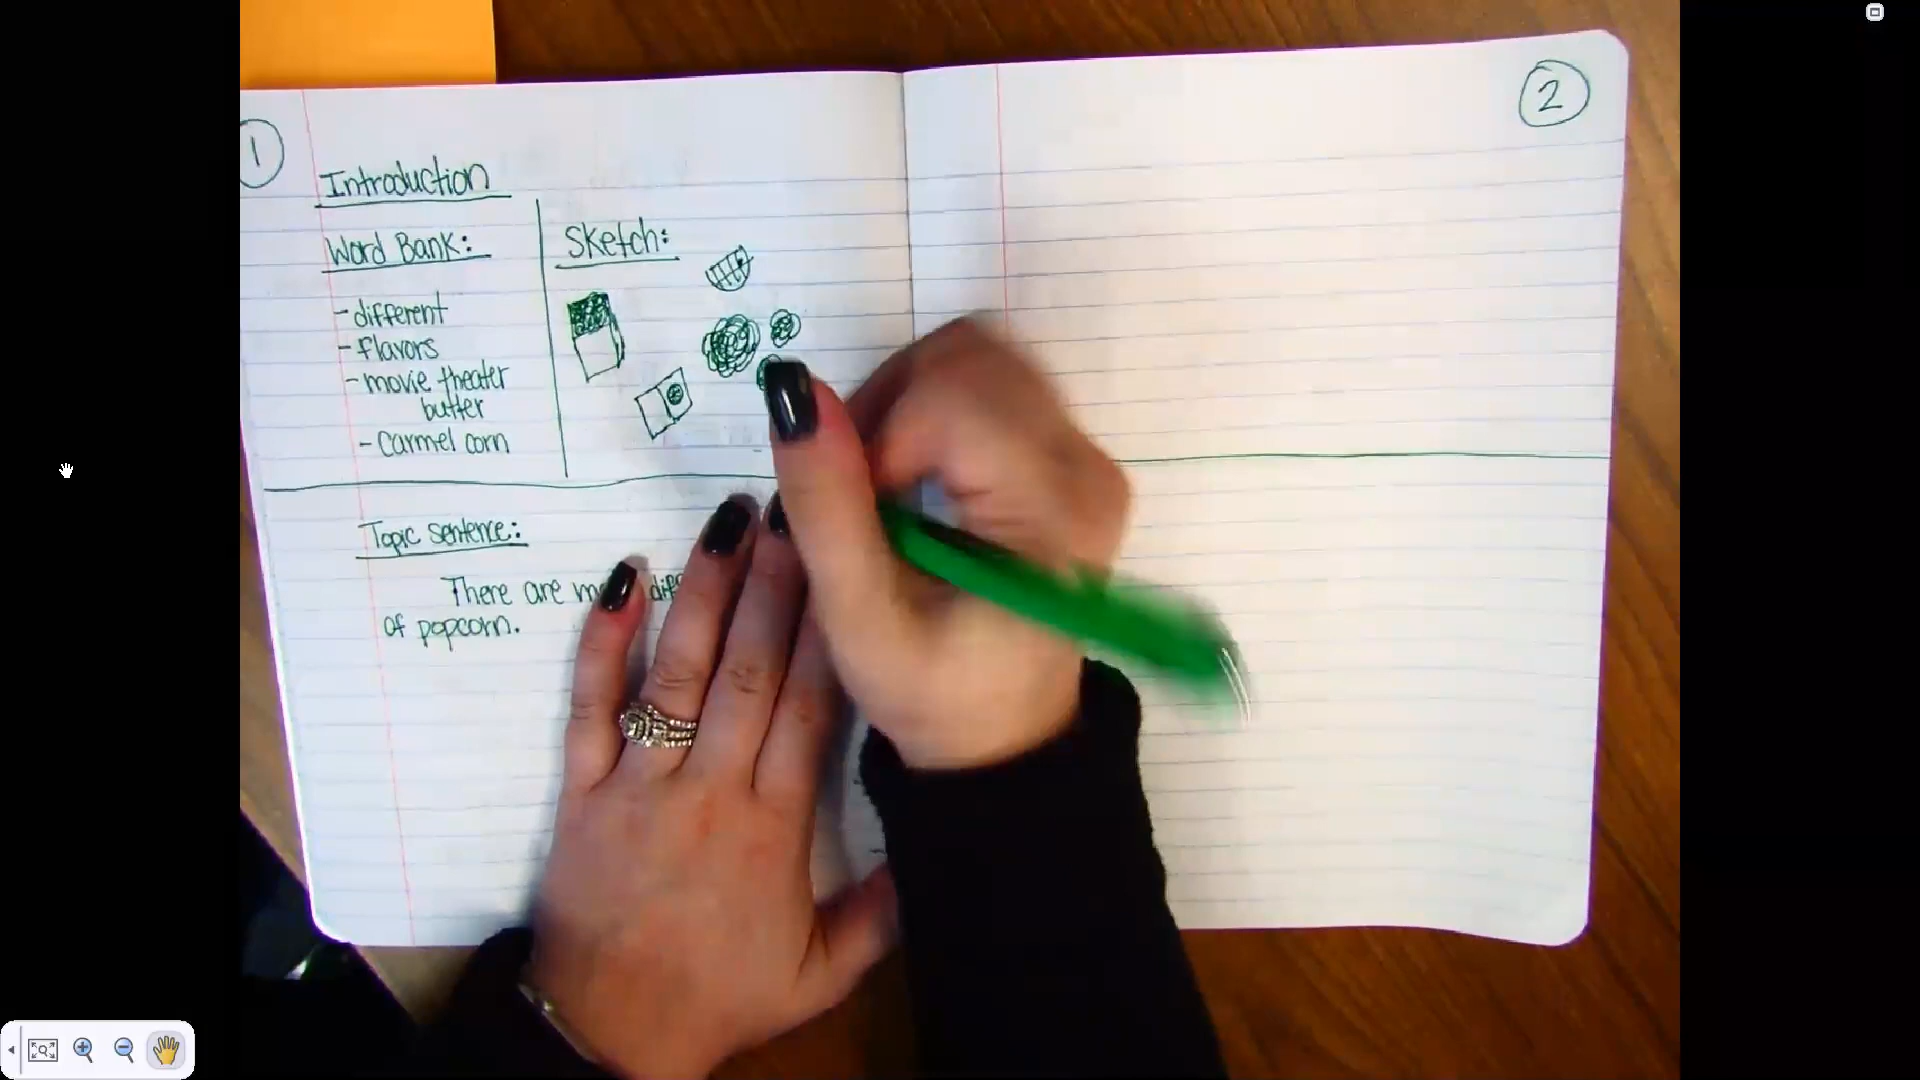 1
2
Introduction
Word Bank:
- different
- flavors
- movie theater
butter
- Carmel corn
Sketch:
Topic Sentence:
There are
of popcorn.